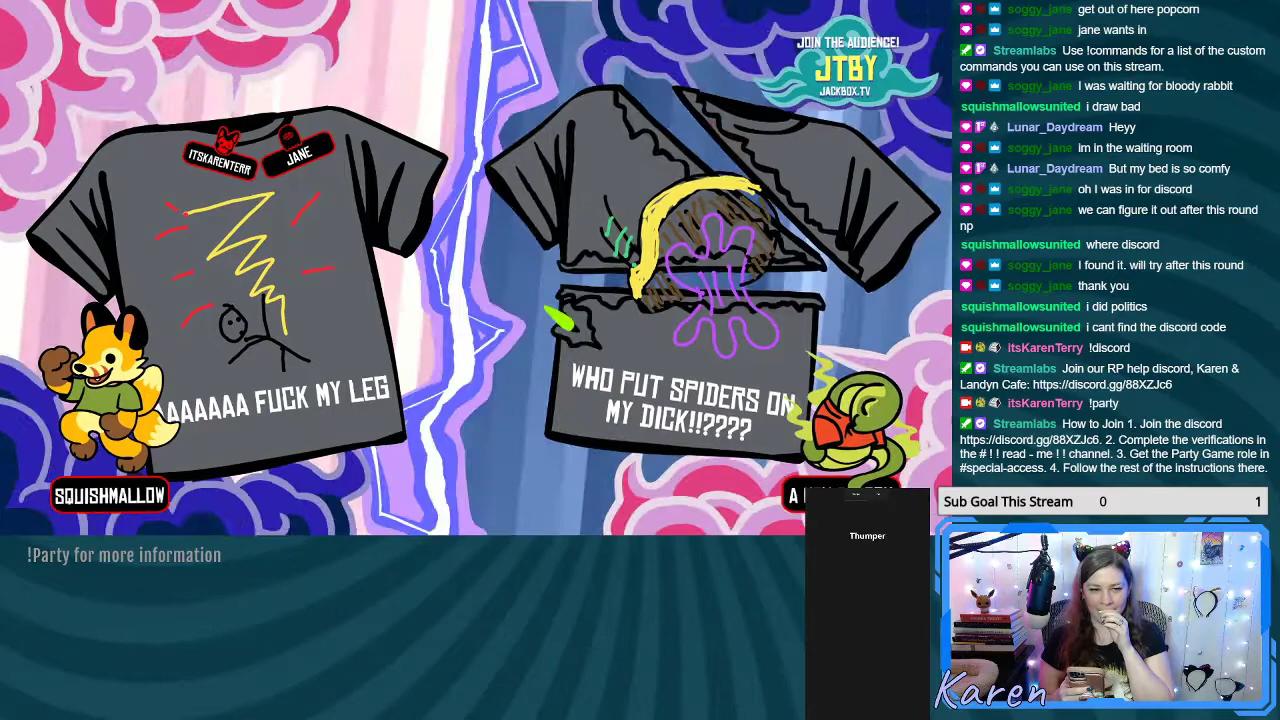 JOIN THE AUDIENCE!
JTBY
JACKBOX.TV
ITSKARENTERR
JANE
AAAAAA FUCK MY LEG
SQUISHMALLOW
WHO PUT SPIDERS ON
MY DICK!!????
Thumper
!Party for more information
soggy_jane get out of here popcorn
soggy_jane jane wants in
Streamlabs Use !commands for a list of the custom
commands you can use on this stream.
soggy_jane I was waiting for bloody rabbit
squishmallowsunited i draw bad
Lunar_Daydream Heyy
soggy_jane im in the waiting room
Lunar_Daydream But my bed is so comfy
soggy_jane oh I was in for discord
soggy_jane we can figure it out after this round
np
squishmallowsunited where discord
soggy_jane I found it. will try after this round
soggy_jane thank you
squishmallowsunited i did politics
squishmallowsunited i cant find the discord code
itsKarenTerry !discord
Streamlabs Join our RP help discord, Karen &
Landyn Cafe: https://discord.gg/88XZJc6
itsKarenTerry !party
Streamlabs How to Join 1. Join the discord
https://discord.gg/88XZJc6. 2. Complete the verifications in
the # ! ! read - me ! ! channel. 3. Get the Party Game role in
#special-access. 4. Follow the rest of the instructions there.
Sub Goal This Stream 0 1
Karen